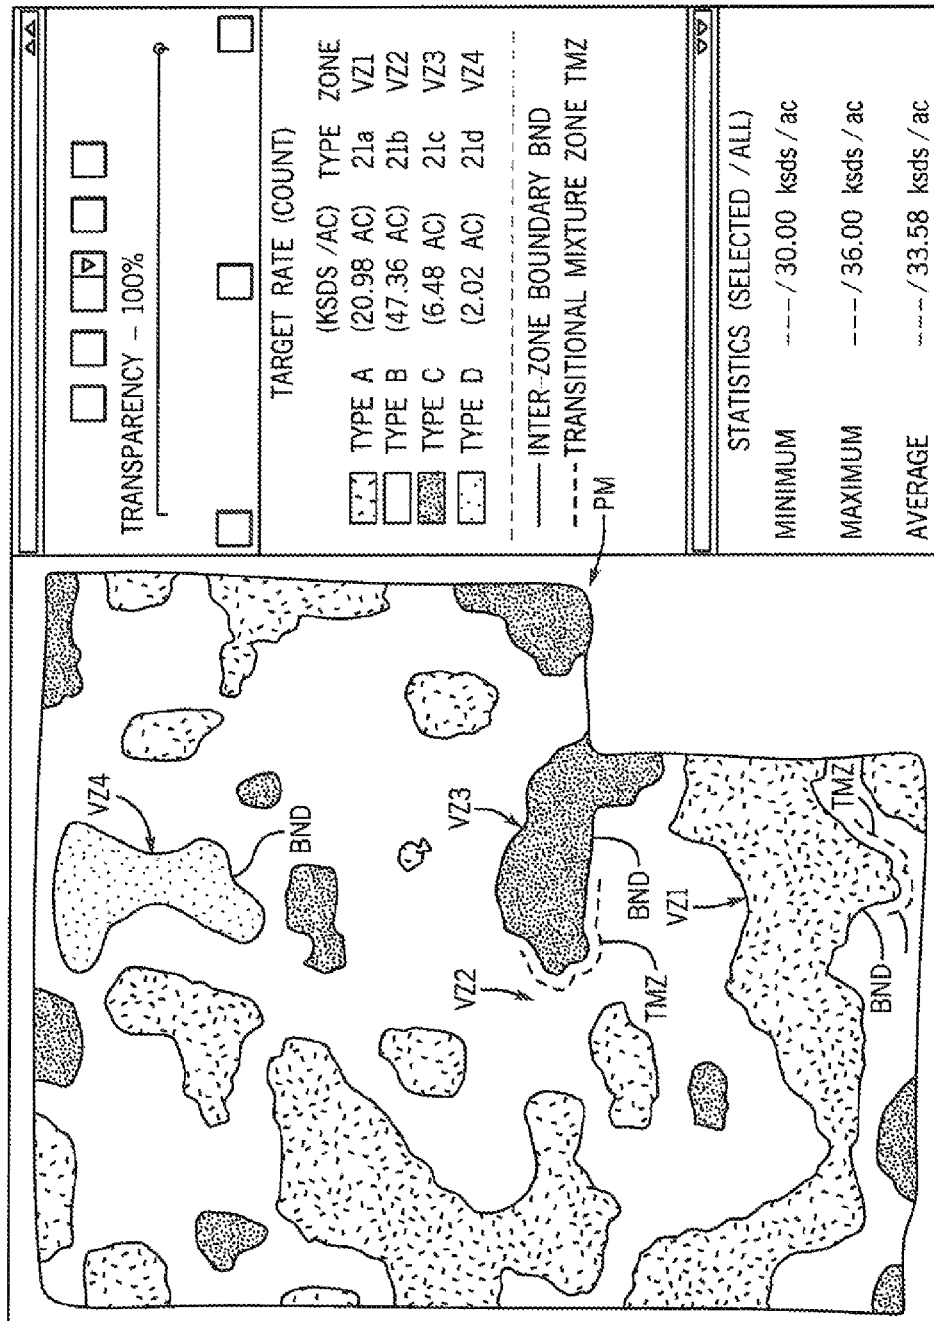 TRANSPARENCY - 100%
TARGET RATE (COUNT)
(KSDS /AC) TYPE ZONE
TYPE A (20.98 AC) 21a VZ1
TYPE B (47.36 AC) 21b VZ2
TYPE C (6.48 AC) 21c VZ3
TYPE D (2.02 AC) 21d VZ4
INTER-ZONE BOUNDARY BND
TRANSITIONAL MIXTURE ZONE TMZ
PM
STATISTICS (SELECTED / ALL)
MINIMUM ----/ 30.00 ksds / ac
MAXIMUM ----/ 36.00 ksds / ac
AVERAGE ----/ 33.58 ksds / ac
VZ4
BND
VZ3
VZ2
BND
TMZ
VZ1
TMZ
BND